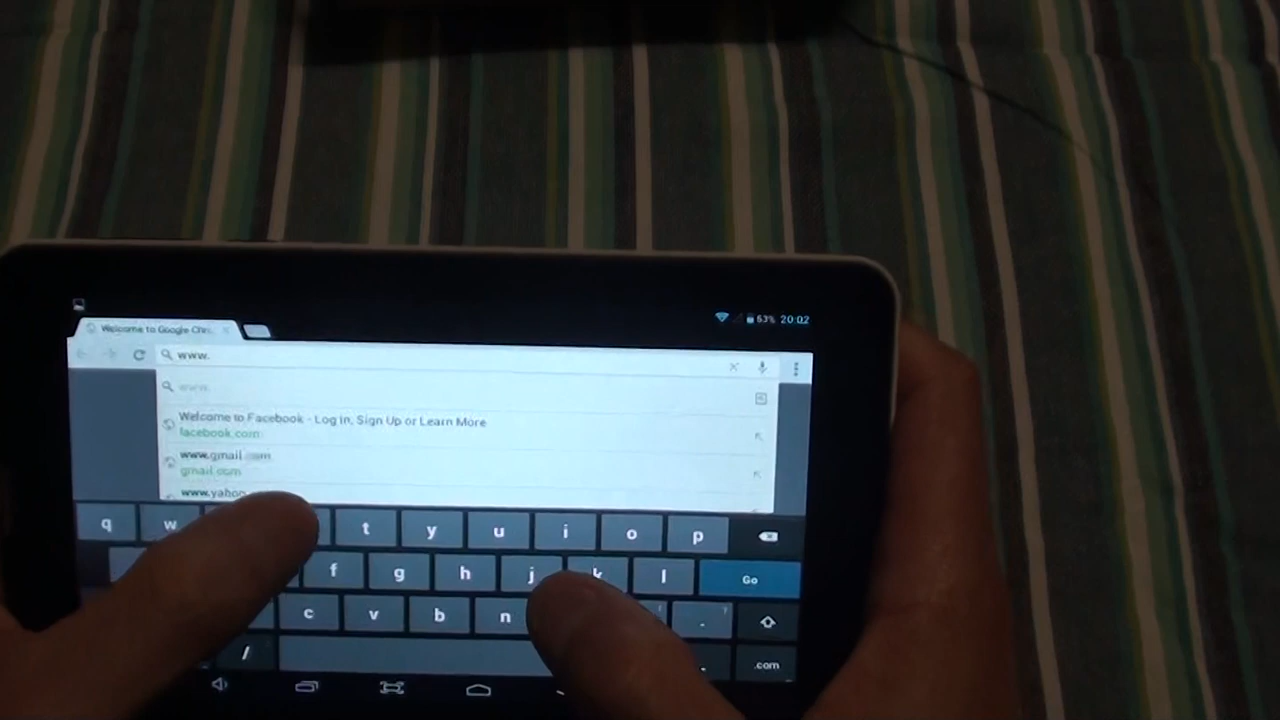 53% 20:02
Welcome to Google Chr
www.
www.
Welcome to Facebook - Log in, Sign Up or Learn More
facebook.com
www.gmail.com
gmail.com
www.yahoo
q w t y u i o p
f g h j k l Go
c v b n .
/ .com